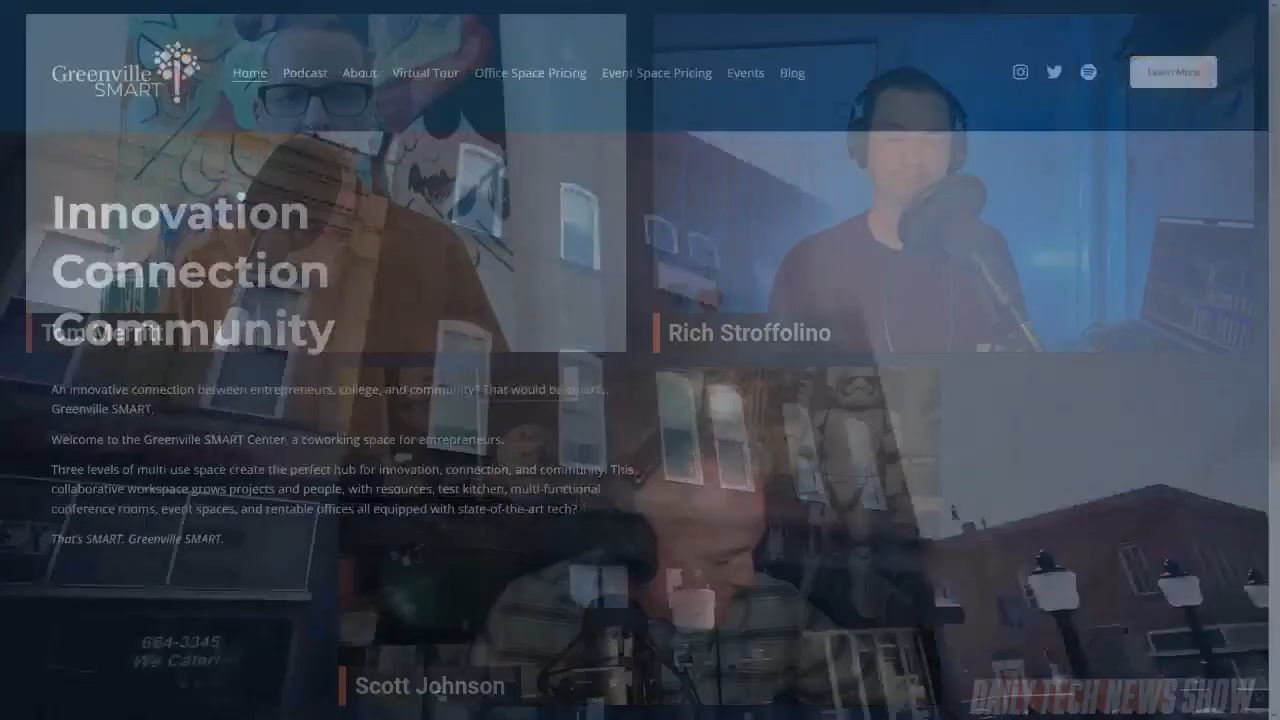 Greenville
SMART
Home Podcast About Virtual Tour Office Space Pricing Event Space Pricing Events Blog
Learn More
Innovation
Connection
Community
Tom Merritt
Rich Stroffolino
An innovative connection between entrepreneurs, college, and community? That would be smart...
Greenville SMART.
Welcome to the Greenville SMART Center, a coworking space for entrepreneurs.
Three levels of multi use space create the perfect hub for innovation, connection, and community. This
collaborative workspace grows projects and people, with resources, test kitchen, multi-functional
conference rooms, event spaces, and rentable offices all equipped with state-of-the-art tech?
That's SMART. Greenville SMART.
664-3345
We Cater!
Scott Johnson
DAILY TECH NEWS SHOW